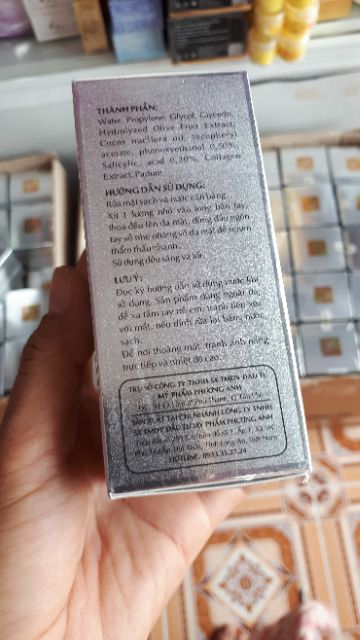 THÀNH PHẦN:
Water, Propylene, Glycol, Glycerin,
Hydrolyzed Olive Fruit Extract,
Cocos nucifera oil, tocopheryl
acetate, phenoxyethanol 0,50%,
Salicylic, acid 0,20%, Collagen
Extract, Parfum
HƯỚNG DẪN SỬ DỤNG:
Rửa mặt sạch và nước cân bằng.
Xịt 1 lượng nhỏ vào lòng bàn tay,
thoa đều lên da mặt, dùng đầu ngón
tay vỗ nhẹ nhàng vô da mặt để serum
thẩm thấu nhanh.
Sử dụng đều sáng và tối.
LƯU Ý:
Đọc kỹ hướng dẫn sử dụng trước khi
sử dụng. Sản phẩm dùng ngoài da,
để xa tầm tay trẻ em, tránh tiếp xúc
với mắt, nếu dính rửa lại bằng nước
sạch.
Để nơi thoáng mát, tránh ánh nắng
trực tiếp và nhiệt độ cao.
TRỤ SỞ CÔNG TY TNHH SX TMDV ĐẦU TƯ
MỸ PHẨM PHƯƠNG ANH
SẢN XUẤT TẠI CHI NHÁNH CÔNG TY TNHH
SX TMDV ĐẦU TƯ MỸ PHẨM PHƯƠNG ANH
Việt Nam
HOTLINE: 0933.35.37.24